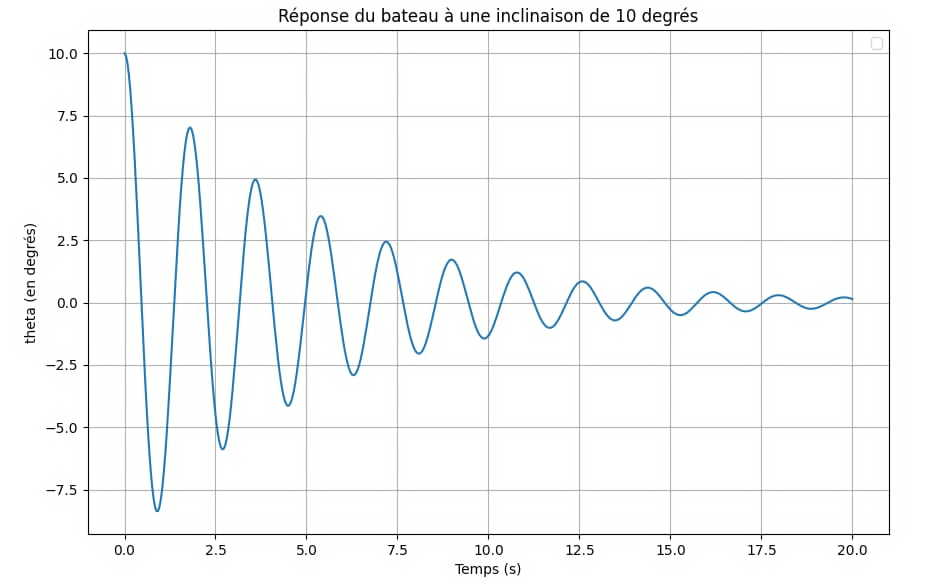 Réponse du bateau à une inclinaison de 10 degrés
10.0
7.5
5.0
2.5
0.0
−2.5
−5.0
−7.5
theta (en degrés)
0.0 2.5 5.0 7.5 10.0 12.5 15.0 17.5 20.0
Temps (s)